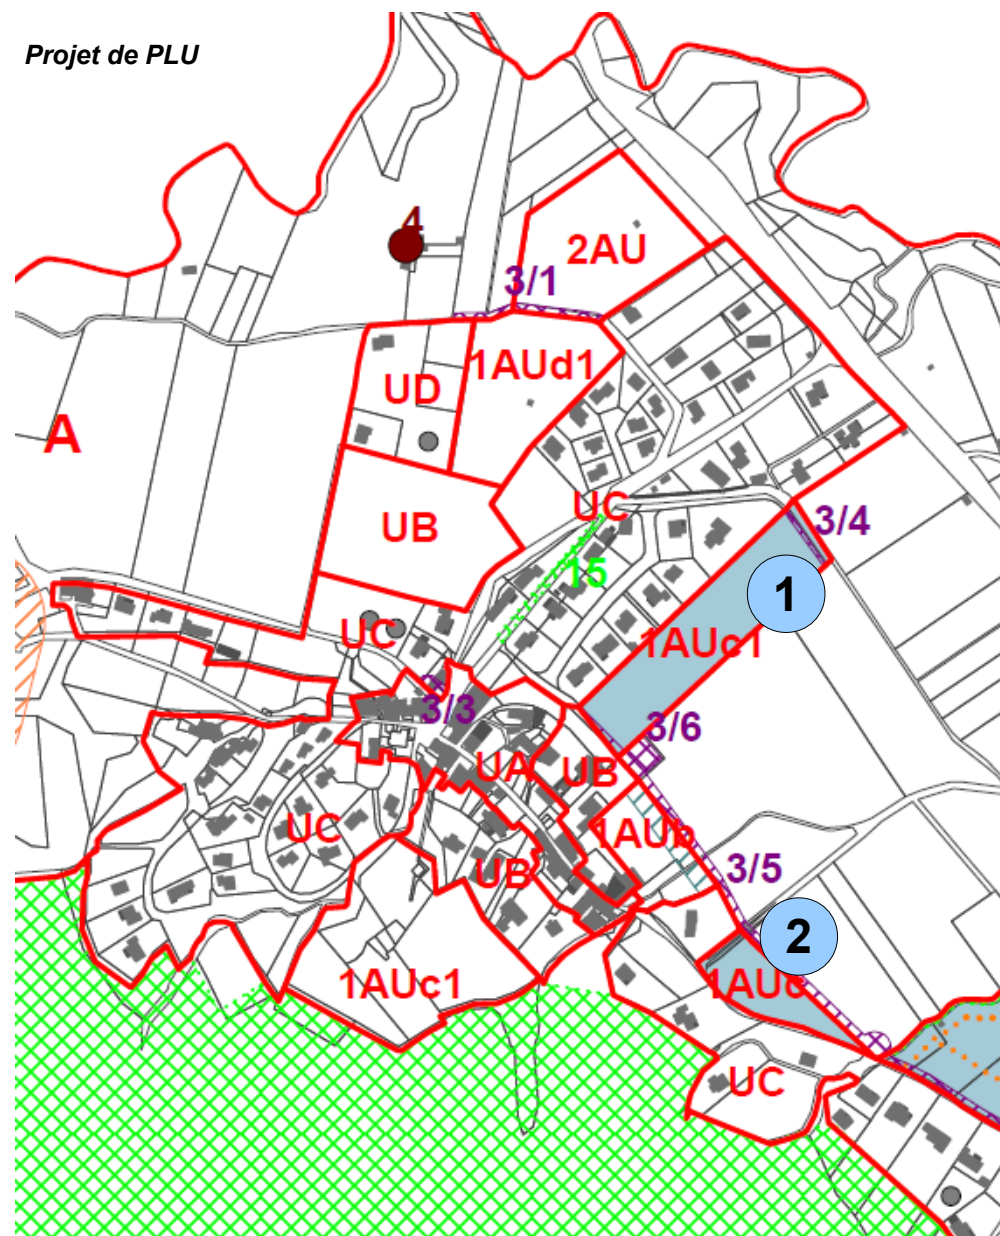 Projet de PLU
4
2AU
3/1
1AUd1
UD
A
UC
3/4
UB
15
1
UC
1AUc1
3/3
3/6
UA
UB
UC
1AUb
UB
3/5
2
1AUc1
1AUc
UC